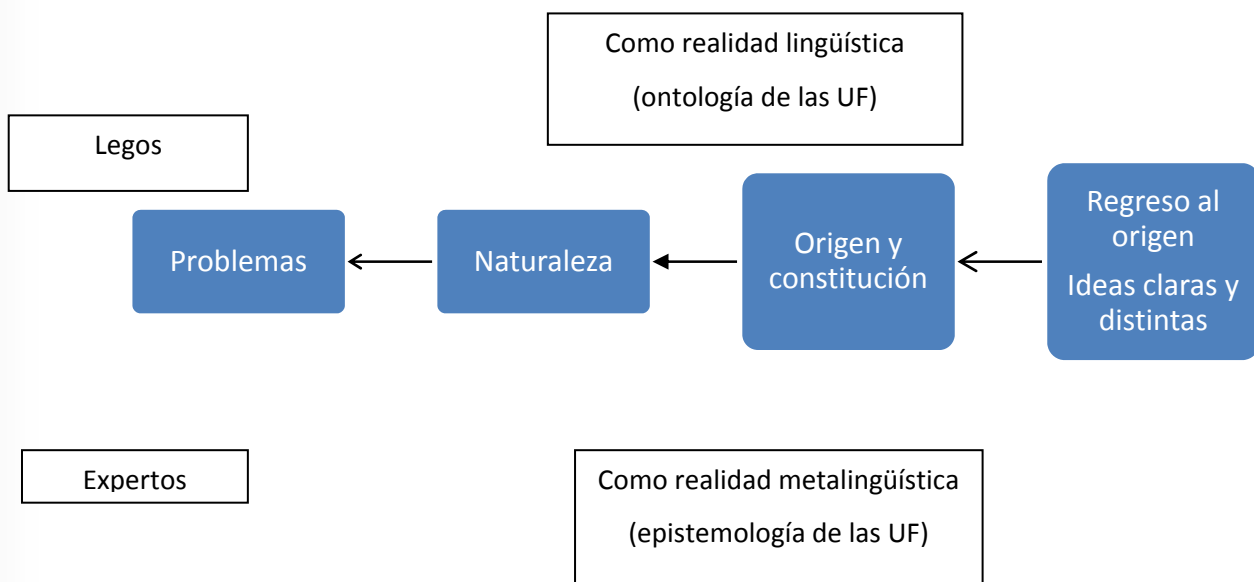 Como realidad lingüística
(ontología de las UF)
Legos
Problemas
Naturaleza
Origen y
constitución
Regreso al
origen
Ideas claras y
distintas
Expertos
Como realidad metalingüística
(epistemología de las UF)